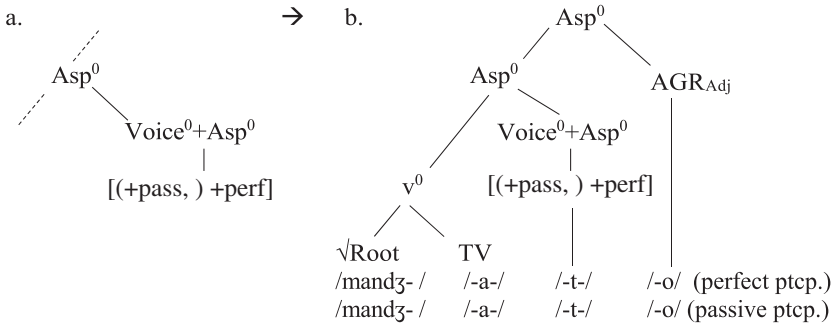 a. → b. Asp⁰
Asp⁰ Asp⁰ AGR_Adj
Voice⁰+Asp⁰ Voice⁰+Asp⁰
[(+pass, ) +perf] v⁰ [(+pass, ) +perf]
√Root TV
/mandʒ- / /-a-/ /-t-/ /-o/ (perfect ptcp.)
/mandʒ- / /-a-/ /-t-/ /-o/ (passive ptcp.)